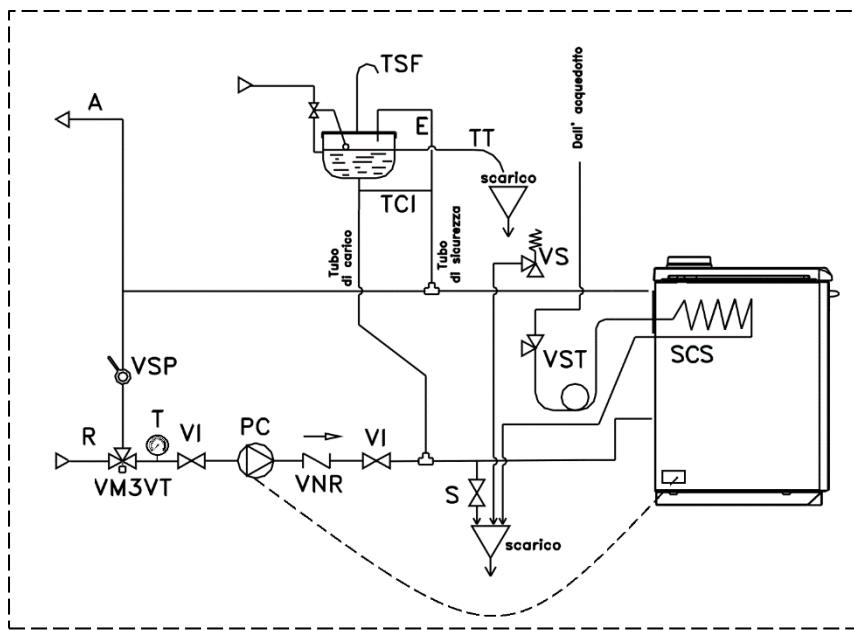 TSF
A
E
TT
Dall' acquedotto
scarico
TCI
Tubo
di carico
Tubo
di sicurezza
VS
VSP
VST
SCS
R
T
VI
PC
VI
VM3VT
VNR
S
scarico